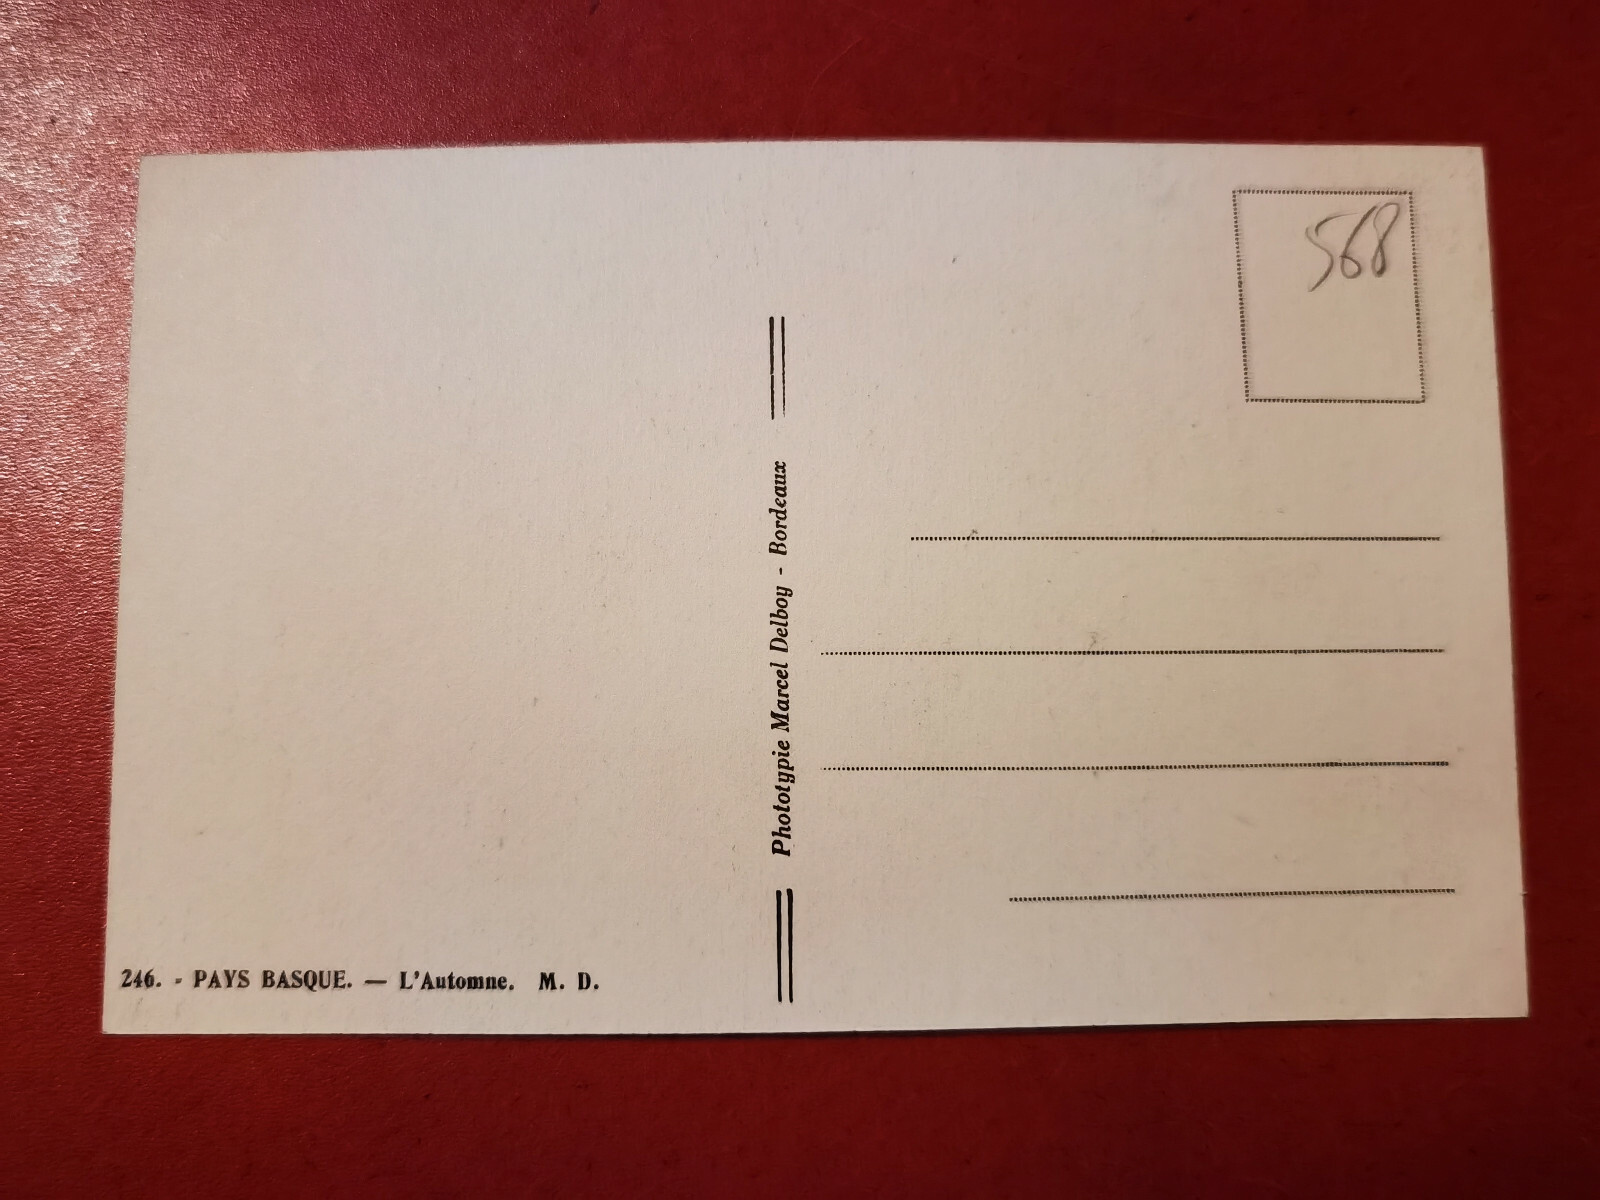 568
Phototypie Marcel Delboy - Bordeaux
246. - PAYS BASQUE. — L'Automne. M. D.